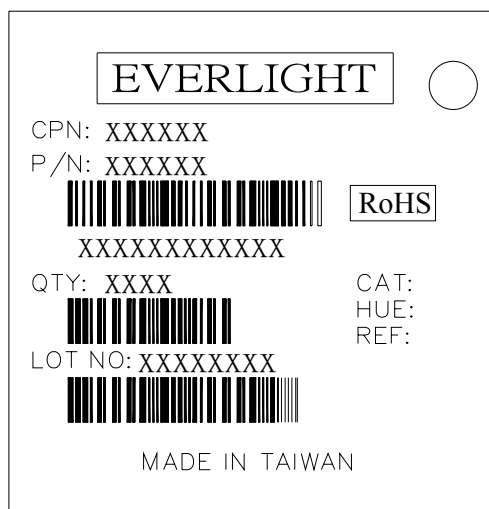 EVERLIGHT
CPN: XXXXXX
P/N: XXXXXX
RoHS
XXXXXXXXXXXX
QTY: XXXX
CAT:
HUE:
REF:
LOT NO: XXXXXXXX
MADE IN TAIWAN